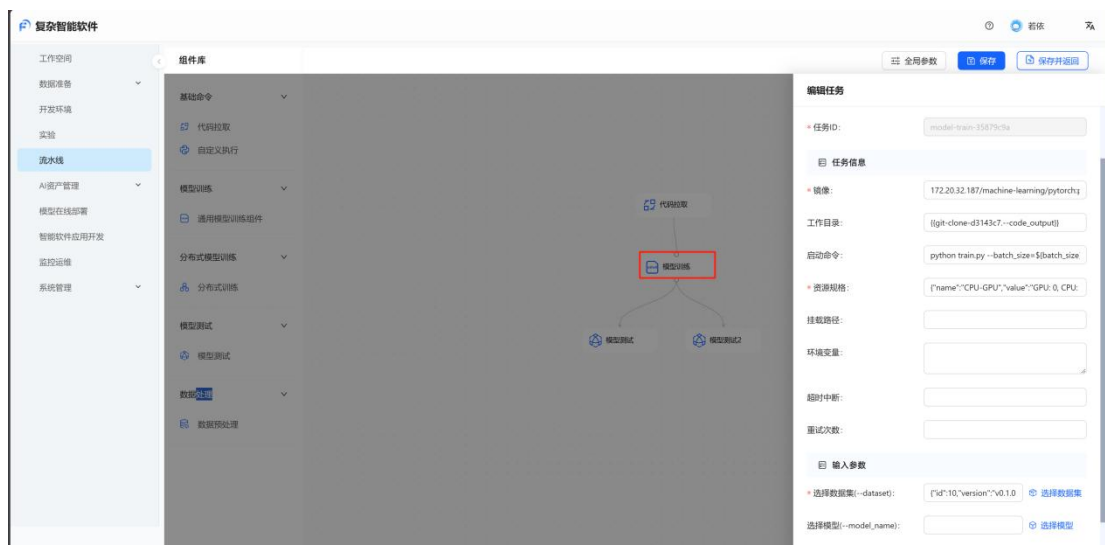 复杂智能软件
若依
工作空间
数据准备
开发环境
实验
流水线
AI资产管理
模型在线部署
智能软件应用开发
监控运维
系统管理
组件库
全局参数
保存
保存并返回
基础命令
代码拉取
自定义执行
模型训练
通用模型训练组件
分布式模型训练
分布式训练
模型测试
模型测试
数据处理
数据预处理
代码拉取
模型训练
模型测试
模型测试2
编辑任务
* 任务ID: model-train-35879c9a
任务信息
* 镜像: 172.20.32.187/machine-learning/pytorch:
工作目录: {{git-clone-d3143c7.--code_output}}
启动命令: python train.py --batch_size=${batch_size
* 资源规格: {"name":"CPU-GPU","value":"GPU: 0, CPU:
挂载路径:
环境变量:
超时中断:
重试次数:
输入参数
* 选择数据集(--dataset): {"id":10,"version":"v0.1.0 选择数据集
选择模型(--model_name): 选择模型